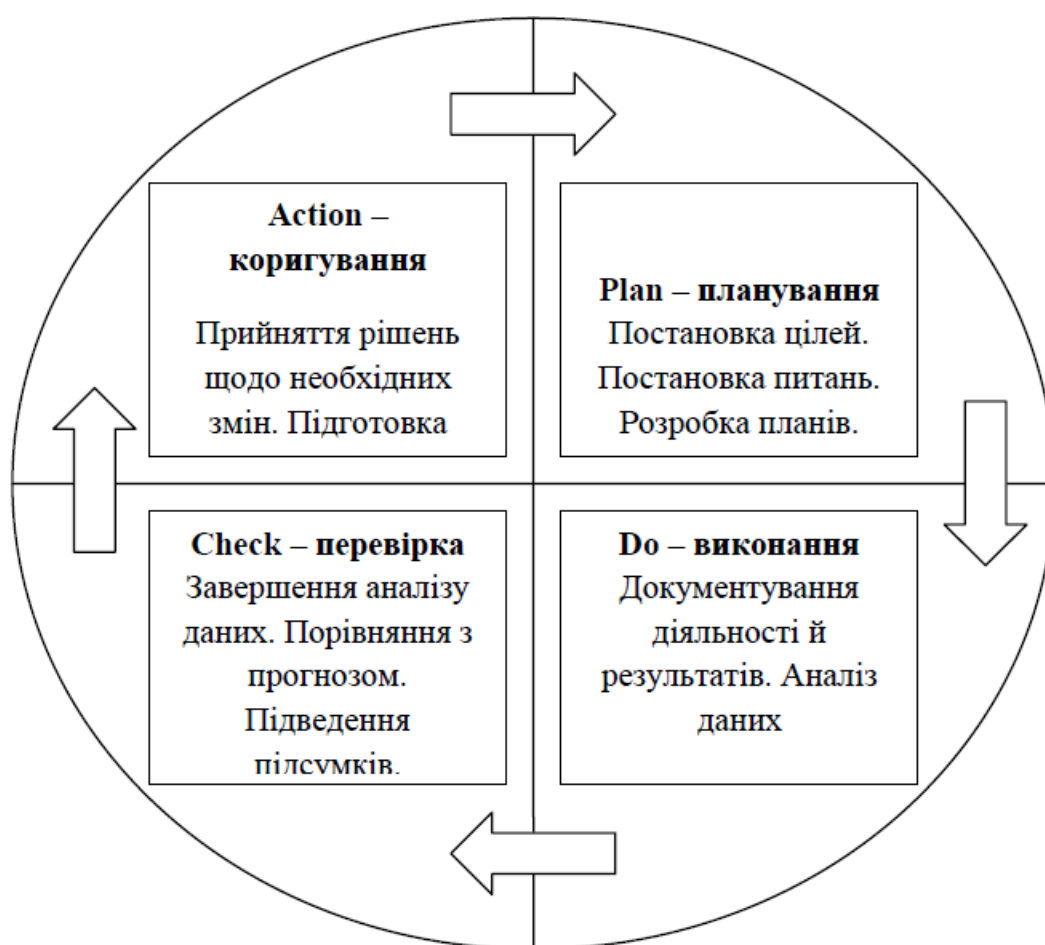 Action –
коригування
Прийняття рішень
щодо необхідних
змін. Підготовка
Plan – планування
Постановка цілей.
Постановка питань.
Розробка планів.
Check – перевірка
Завершення аналізу
даних. Порівняння з
прогнозом.
Підведення
підсумків.
Do – виконання
Документування
діяльності й
результатів. Аналіз
даних